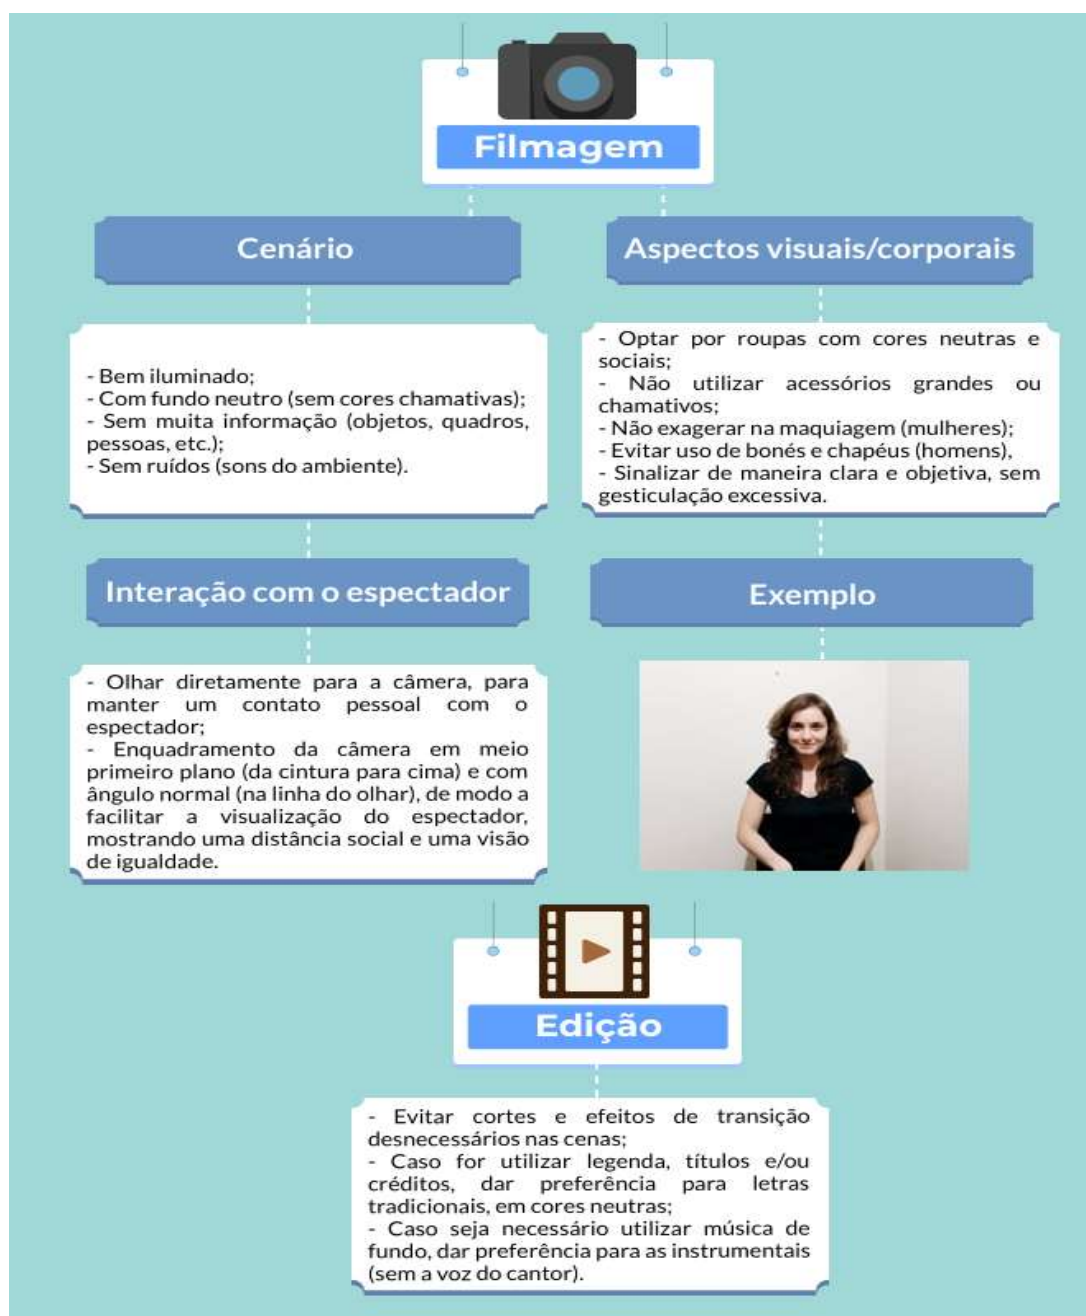 Filmagem
Cenário
- Bem iluminado;
- Com fundo neutro (sem cores chamativas);
- Sem muita informação (objetos, quadros,
pessoas, etc.);
- Sem ruídos (sons do ambiente).
Aspectos visuais/corporais
- Optar por roupas com cores neutras e
sociais;
- Não utilizar acessórios grandes ou
chamativos;
- Não exagerar na maquiagem (mulheres);
- Evitar uso de bonés e chapéus (homens),
- Sinalizar de maneira clara e objetiva, sem
gesticulação excessiva.
Interação com o espectador
- Olhar diretamente para a câmera, para
manter um contato pessoal com o
espectador;
- Enquadramento da câmera em meio
primeiro plano (da cintura para cima) e com
ângulo normal (na linha do olhar), de modo a
facilitar a visualização do espectador,
mostrando uma distância social e uma visão
de igualdade.
Exemplo
Edição
- Evitar cortes e efeitos de transição
desnecessários nas cenas;
- Caso for utilizar legenda, títulos e/ou
créditos, dar preferência para letras
tradicionais, em cores neutras;
- Caso seja necessário utilizar música de
fundo, dar preferência para as instrumentais
(sem a voz do cantor).